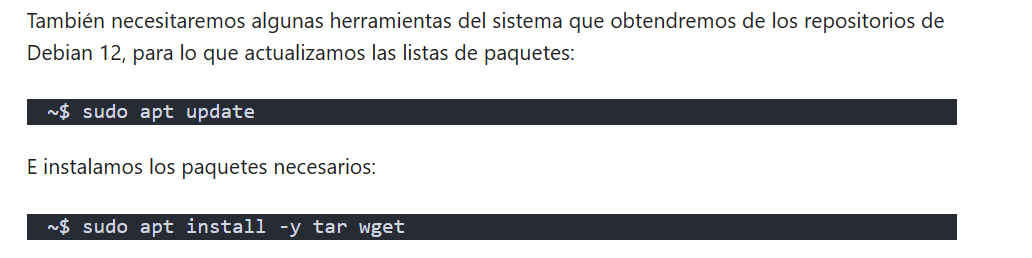 También necesitaremos algunas herramientas del sistema que obtendremos de los repositorios de
Debian 12, para lo que actualizamos las listas de paquetes:
~$ sudo apt update
E instalamos los paquetes necesarios:
~$ sudo apt install -y tar wget